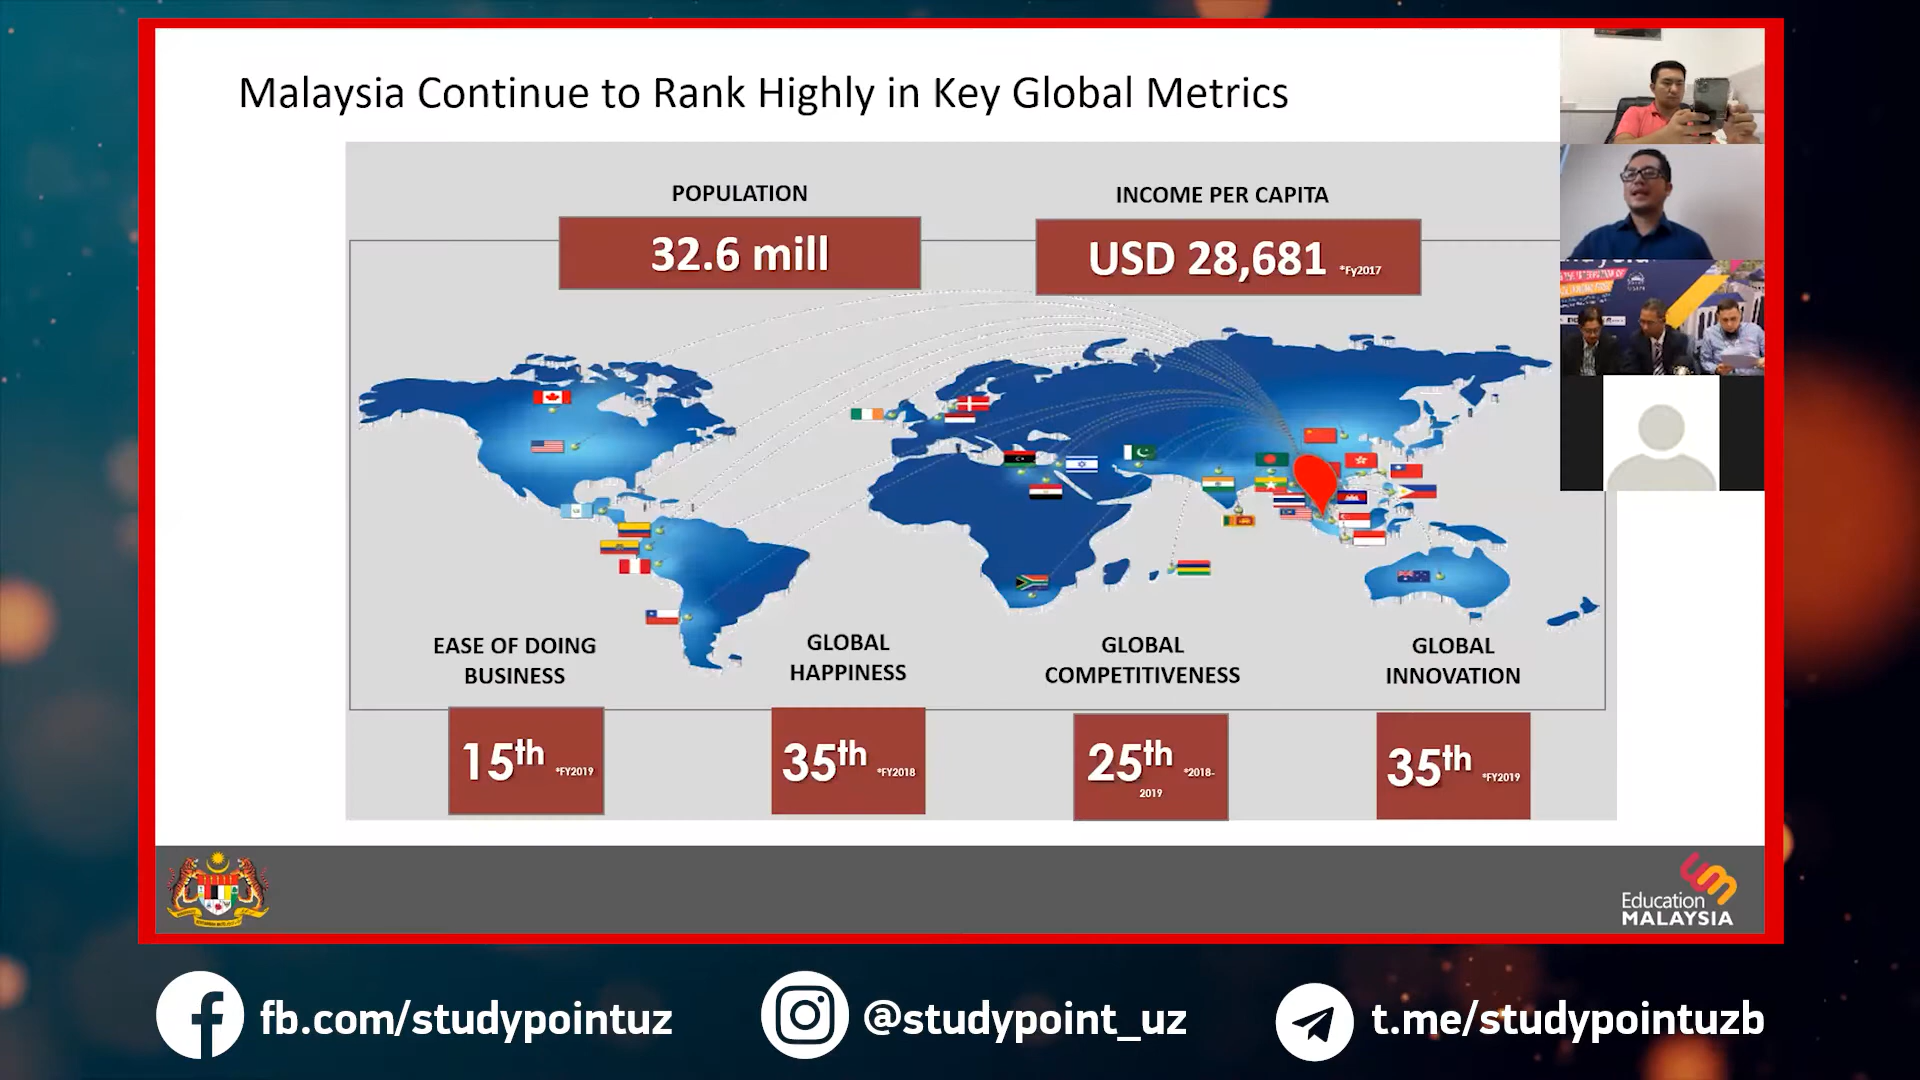 Malaysia Continue to Rank Highly in Key Global Metrics
POPULATION
32.6 mill
INCOME PER CAPITA
USD 28,681 *Fy2017
EASE OF DOING
BUSINESS
15th *FY2019
GLOBAL
HAPPINESS
35th *FY2018
GLOBAL
COMPETITIVENESS
25th *2018-
2019
GLOBAL
INNOVATION
35th *FY2019
Education
MALAYSIA
fb.com/studypointuz
@studypoint_uz
t.me/studypointuzb